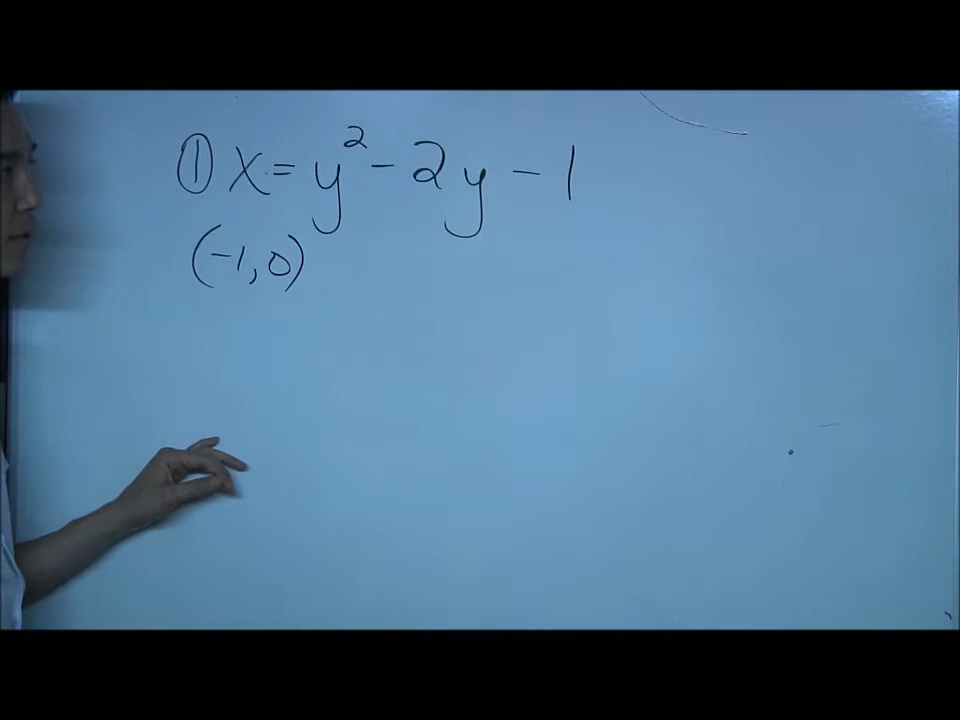 ① x = y² - 2y - 1
(-1, 0)